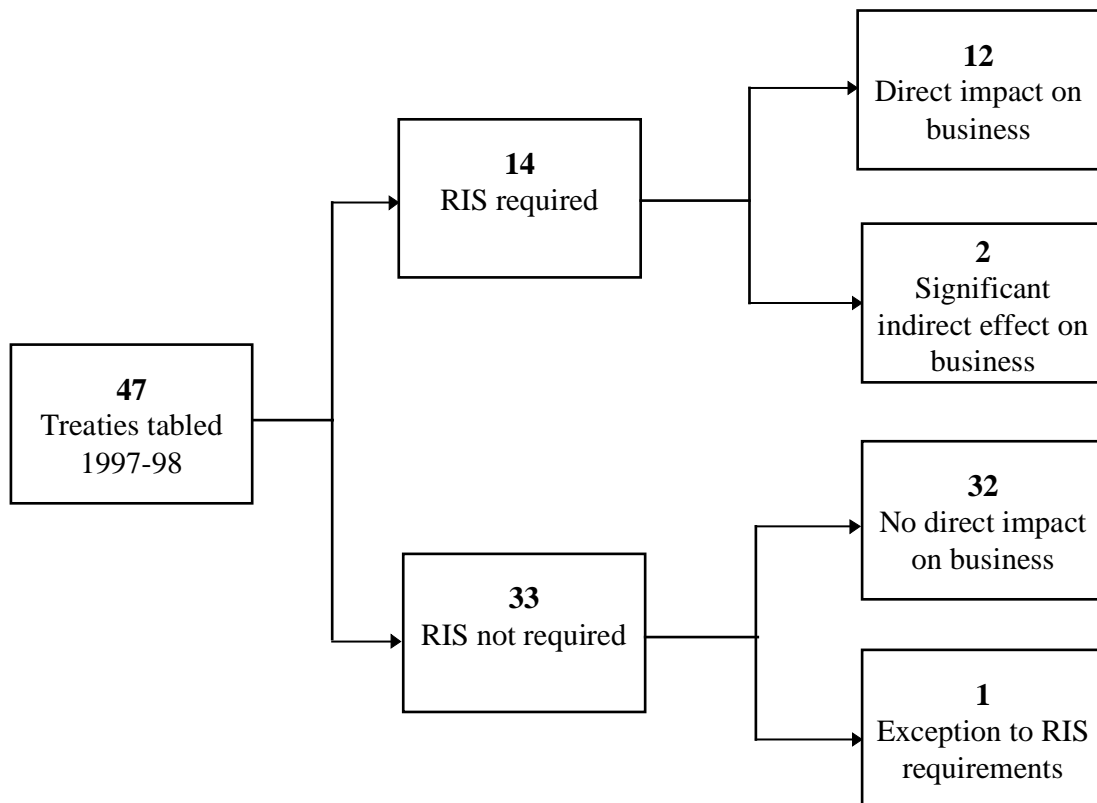 47
Treaties tabled
1997-98
14
RIS required
12
Direct impact on
business
2
Significant
indirect effect on
business
33
RIS not required
32
No direct impact
on business
1
Exception to RIS
requirements